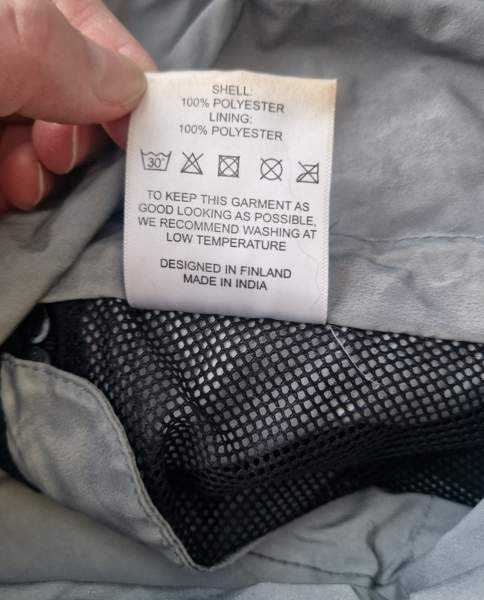 SHELL:
100% POLYESTER
LINING:
100% POLYESTER
30°
TO KEEP THIS GARMENT AS
GOOD LOOKING AS POSSIBLE,
WE RECOMMEND WASHING AT
LOW TEMPERATURE
DESIGNED IN FINLAND
MADE IN INDIA